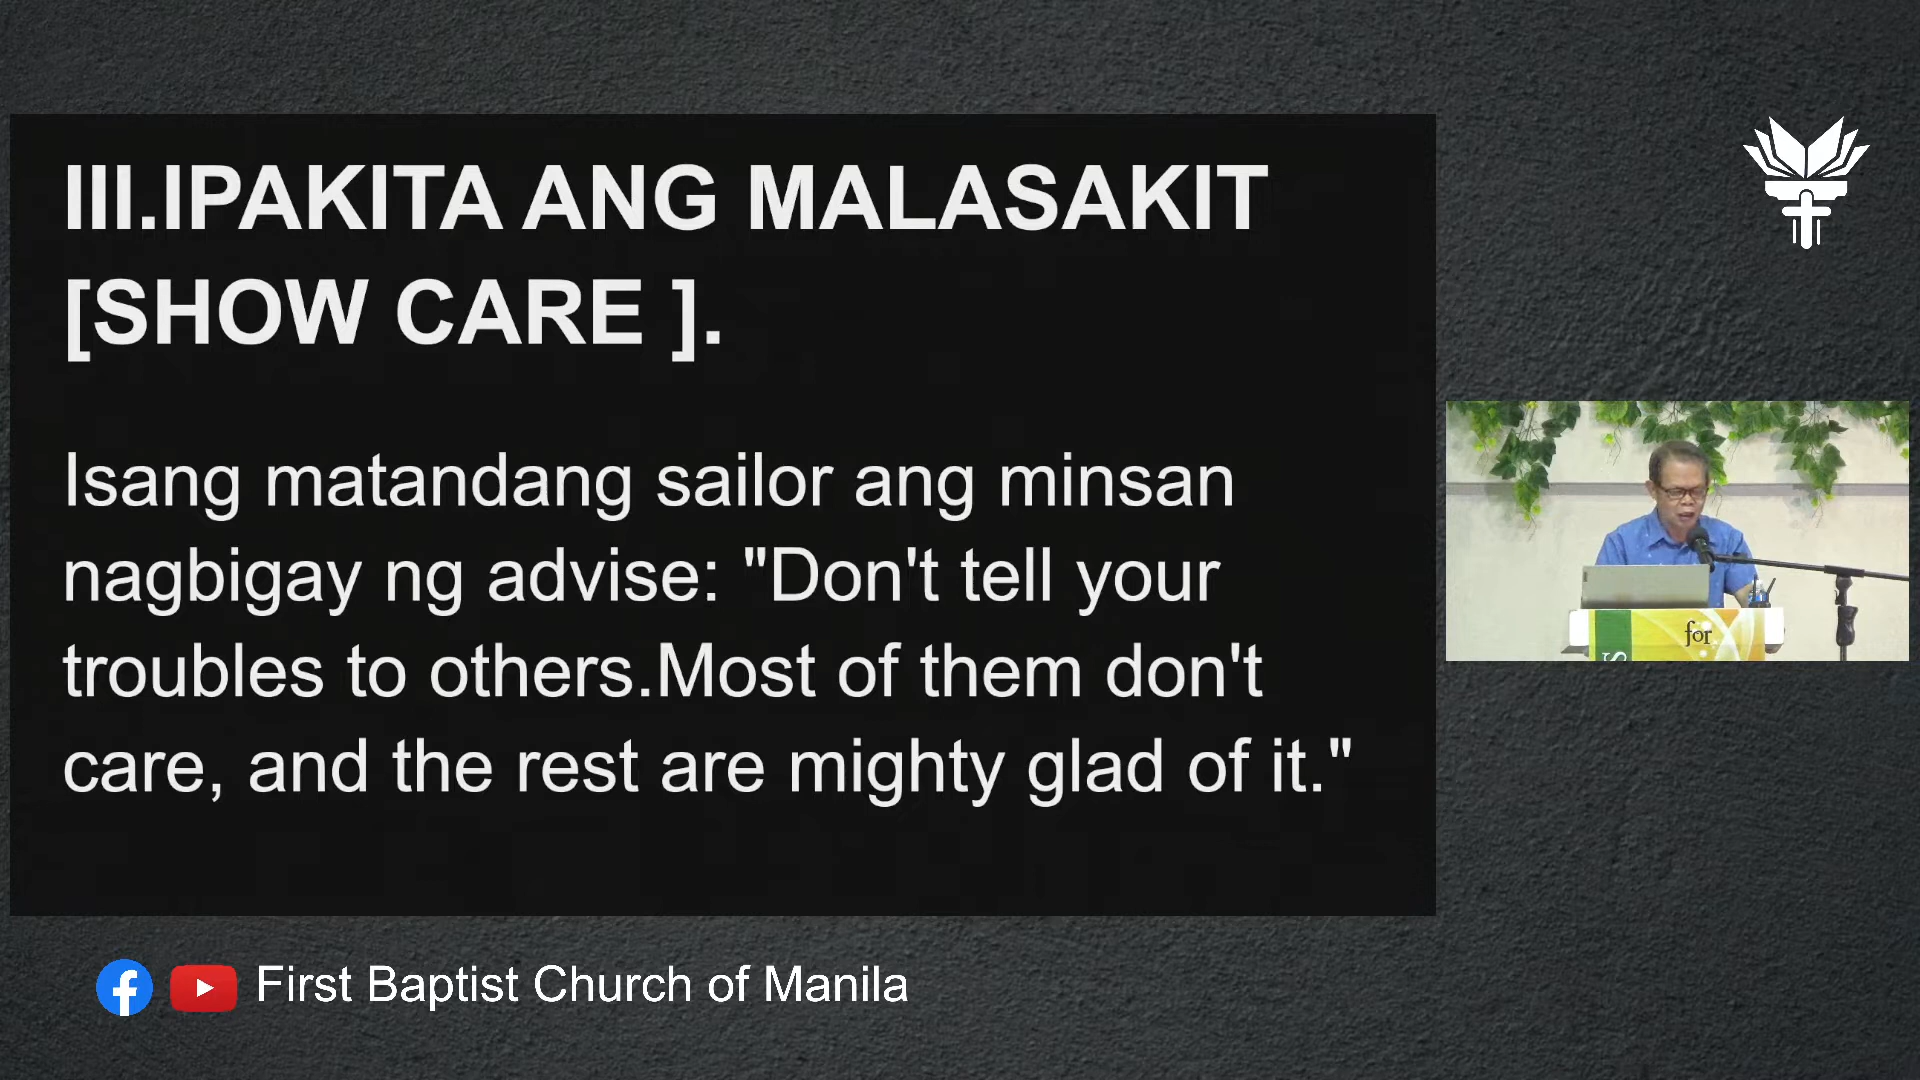 III.IPAKITA ANG MALASAKIT
[SHOW CARE ].
Isang matandang sailor ang minsan
nagbigay ng advise: "Don't tell your
troubles to others.Most of them don't
care, and the rest are mighty glad of it."
for
S
First Baptist Church of Manila